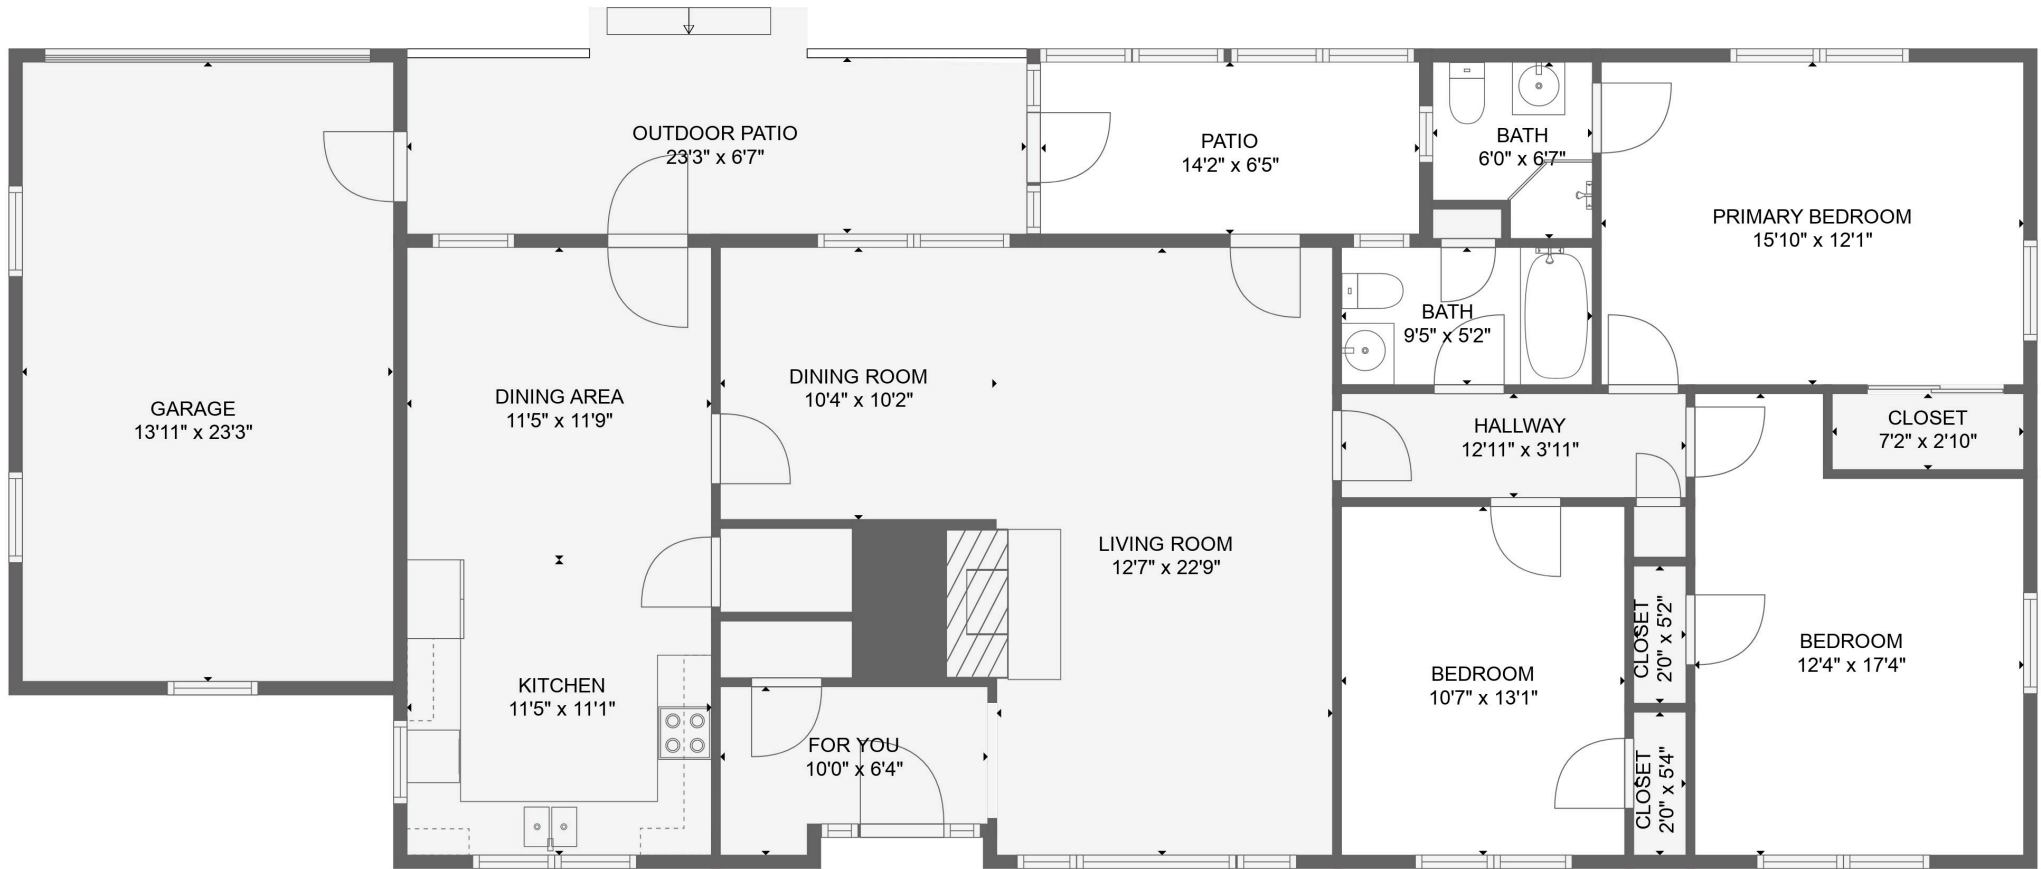 OUTDOOR PATIO
23'3" x 6'7"
PATIO
14'2" x 6'5"
BATH
6'0" x 6'7"
PRIMARY BEDROOM
15'10" x 12'1"
GARAGE
13'11" x 23'3"
DINING AREA
11'5" x 11'9"
DINING ROOM
10'4" x 10'2"
BATH
9'5" x 5'2"
HALLWAY
12'11" x 3'11"
CLOSET
7'2" x 2'10"
LIVING ROOM
12'7" x 22'9"
KITCHEN
11'5" x 11'1"
FOR YOU
10'0" x 6'4"
BEDROOM
10'7" x 13'1"
CLOSET
2'0" x 5'2"
CLOSET
2'0" x 5'4"
BEDROOM
12'4" x 17'4"